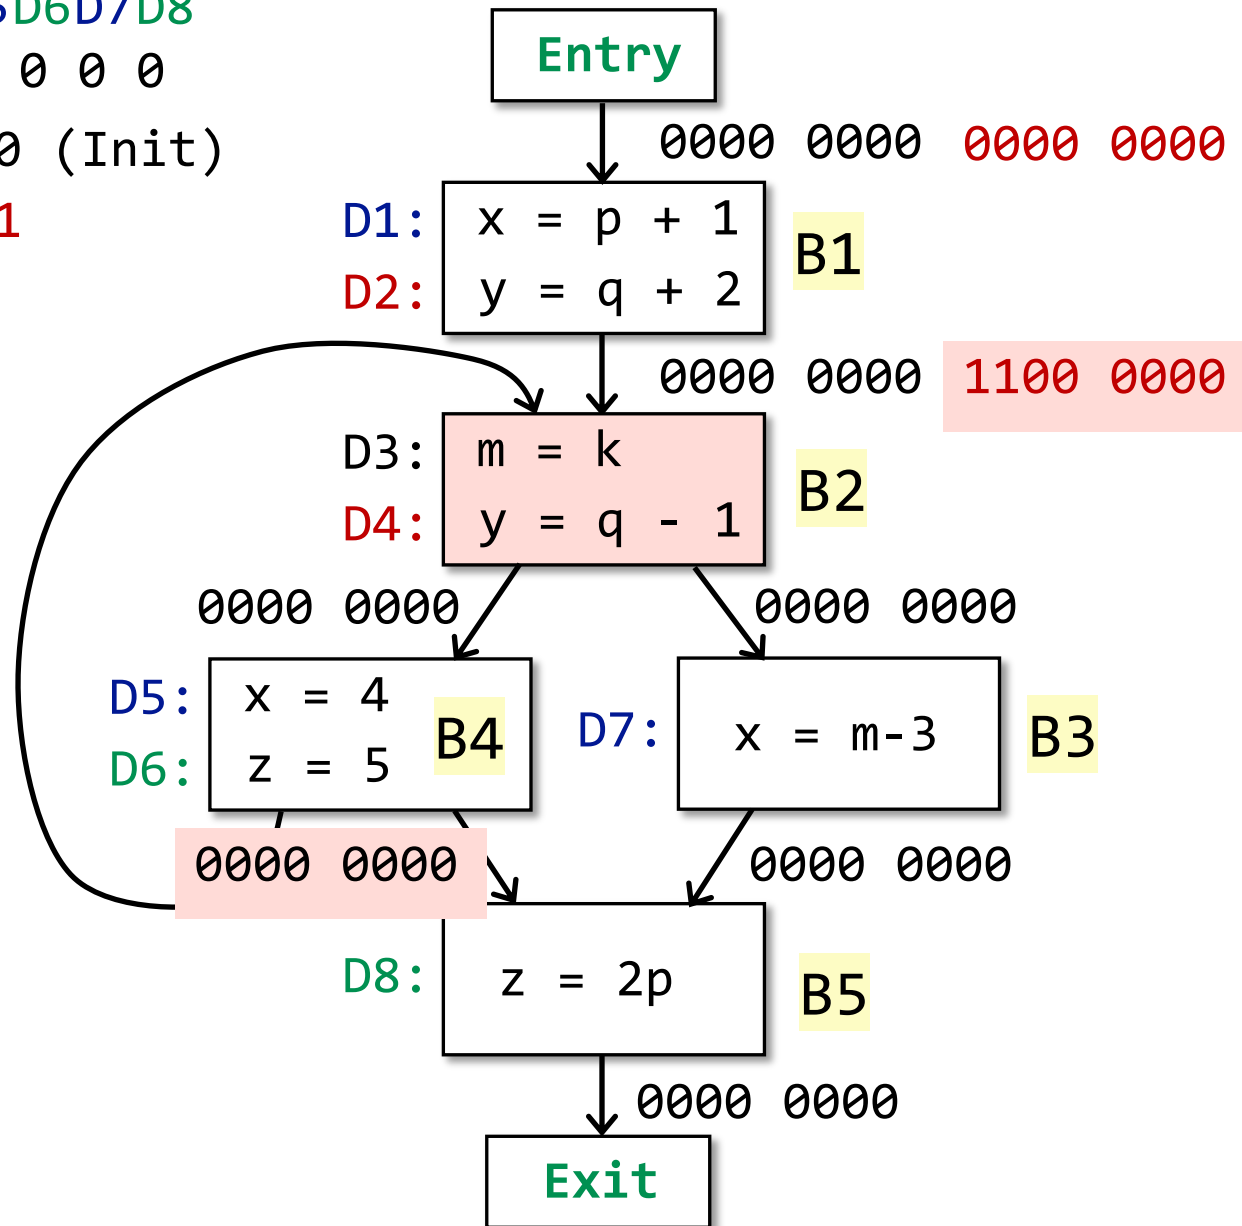 D6D7D8
0 0 0
0 (Init)
1
Entry
0000 0000 0000 0000
D1: x = p + 1
D2: y = q + 2
B1
0000 0000 1100 0000
D3: m = k
D4: y = q - 1
B2
0000 0000
0000 0000
D5: x = 4
D6: z = 5
B4
D7: x = m-3
B3
0000 0000
0000 0000
D8: z = 2p
B5
0000 0000
Exit